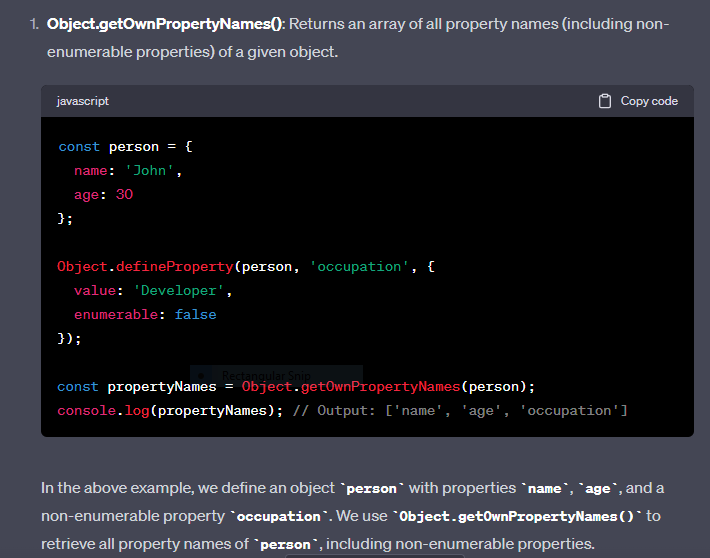 1. Object.getOwnPropertyNames(): Returns an array of all property names (including non-
enumerable properties) of a given object.
javascript
Copy code
const person = {
  name: 'John',
  age: 30
};
Object.defineProperty(person, 'occupation', {
  value: 'Developer',
  enumerable: false
});
Rectangular Snip
const propertyNames = Object.getOwnPropertyNames(person);
console.log(propertyNames); // Output: ['name', 'age', 'occupation']
In the above example, we define an object `person` with properties `name`, `age`, and a
non-enumerable property `occupation`. We use `Object.getOwnPropertyNames()` to
retrieve all property names of `person`, including non-enumerable properties.